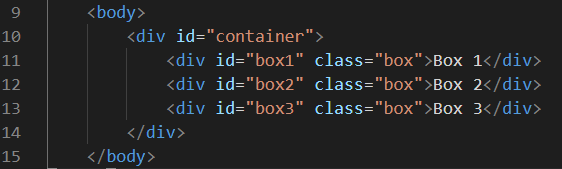 9 <body>
10 <div id="container">
11 <div id="box1" class="box">Box 1</div>
12 <div id="box2" class="box">Box 2</div>
13 <div id="box3" class="box">Box 3</div>
14 </div>
15 </body>